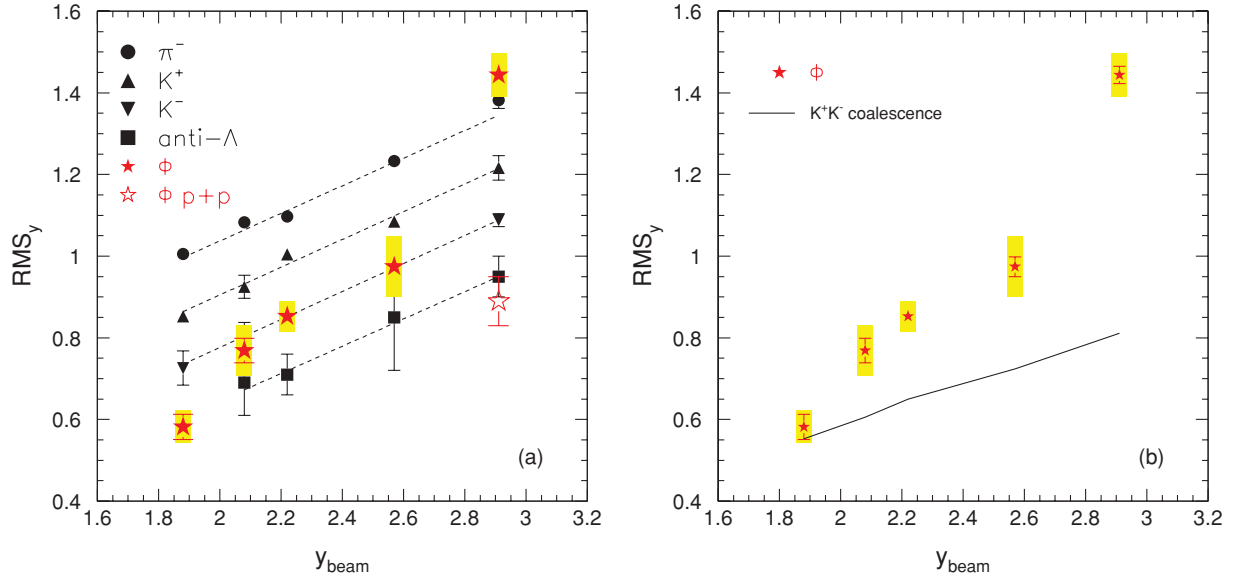 π⁻
K⁺
K⁻
anti−Λ
Φ
Φ p+p
RMS_y
1.6
1.4
1.2
1
0.8
0.6
0.4
1.6 1.8 2 2.2 2.4 2.6 2.8 3 3.2
y_beam
(a)
Φ
K⁺K⁻ coalescence
RMS_y
1.6
1.4
1.2
1
0.8
0.6
0.4
1.6 1.8 2 2.2 2.4 2.6 2.8 3 3.2
y_beam
(b)